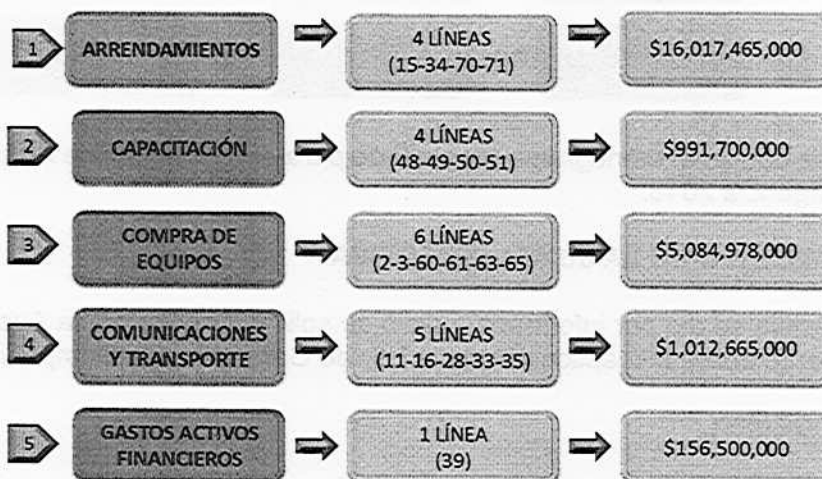 1
ARRENDAMIENTOS
4 LÍNEAS
(15-34-70-71)
$16,017,465,000
2
CAPACITACIÓN
4 LÍNEAS
(48-49-50-51)
$991,700,000
3
COMPRA DE
EQUIPOS
6 LÍNEAS
(2-3-60-61-63-65)
$5,084,978,000
4
COMUNICACIONES
Y TRANSPORTE
5 LÍNEAS
(11-16-28-33-35)
$1,012,665,000
5
GASTOS ACTIVOS
FINANCIEROS
1 LÍNEA
(39)
$156,500,000